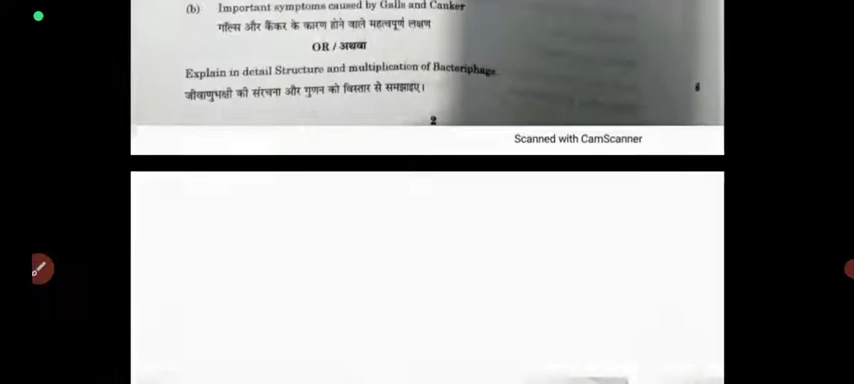 (b) Important symptoms caused by Galls and Canker
गॉल्स और कैंकर के कारण होने वाले महत्वपूर्ण लक्षण
OR / अथवा
Explain in detail Structure and multiplication of Bacteriphage.
जीवाणुभक्षी की संरचना और गुणन को विस्तार से समझाइए।
2
Scanned with CamScanner